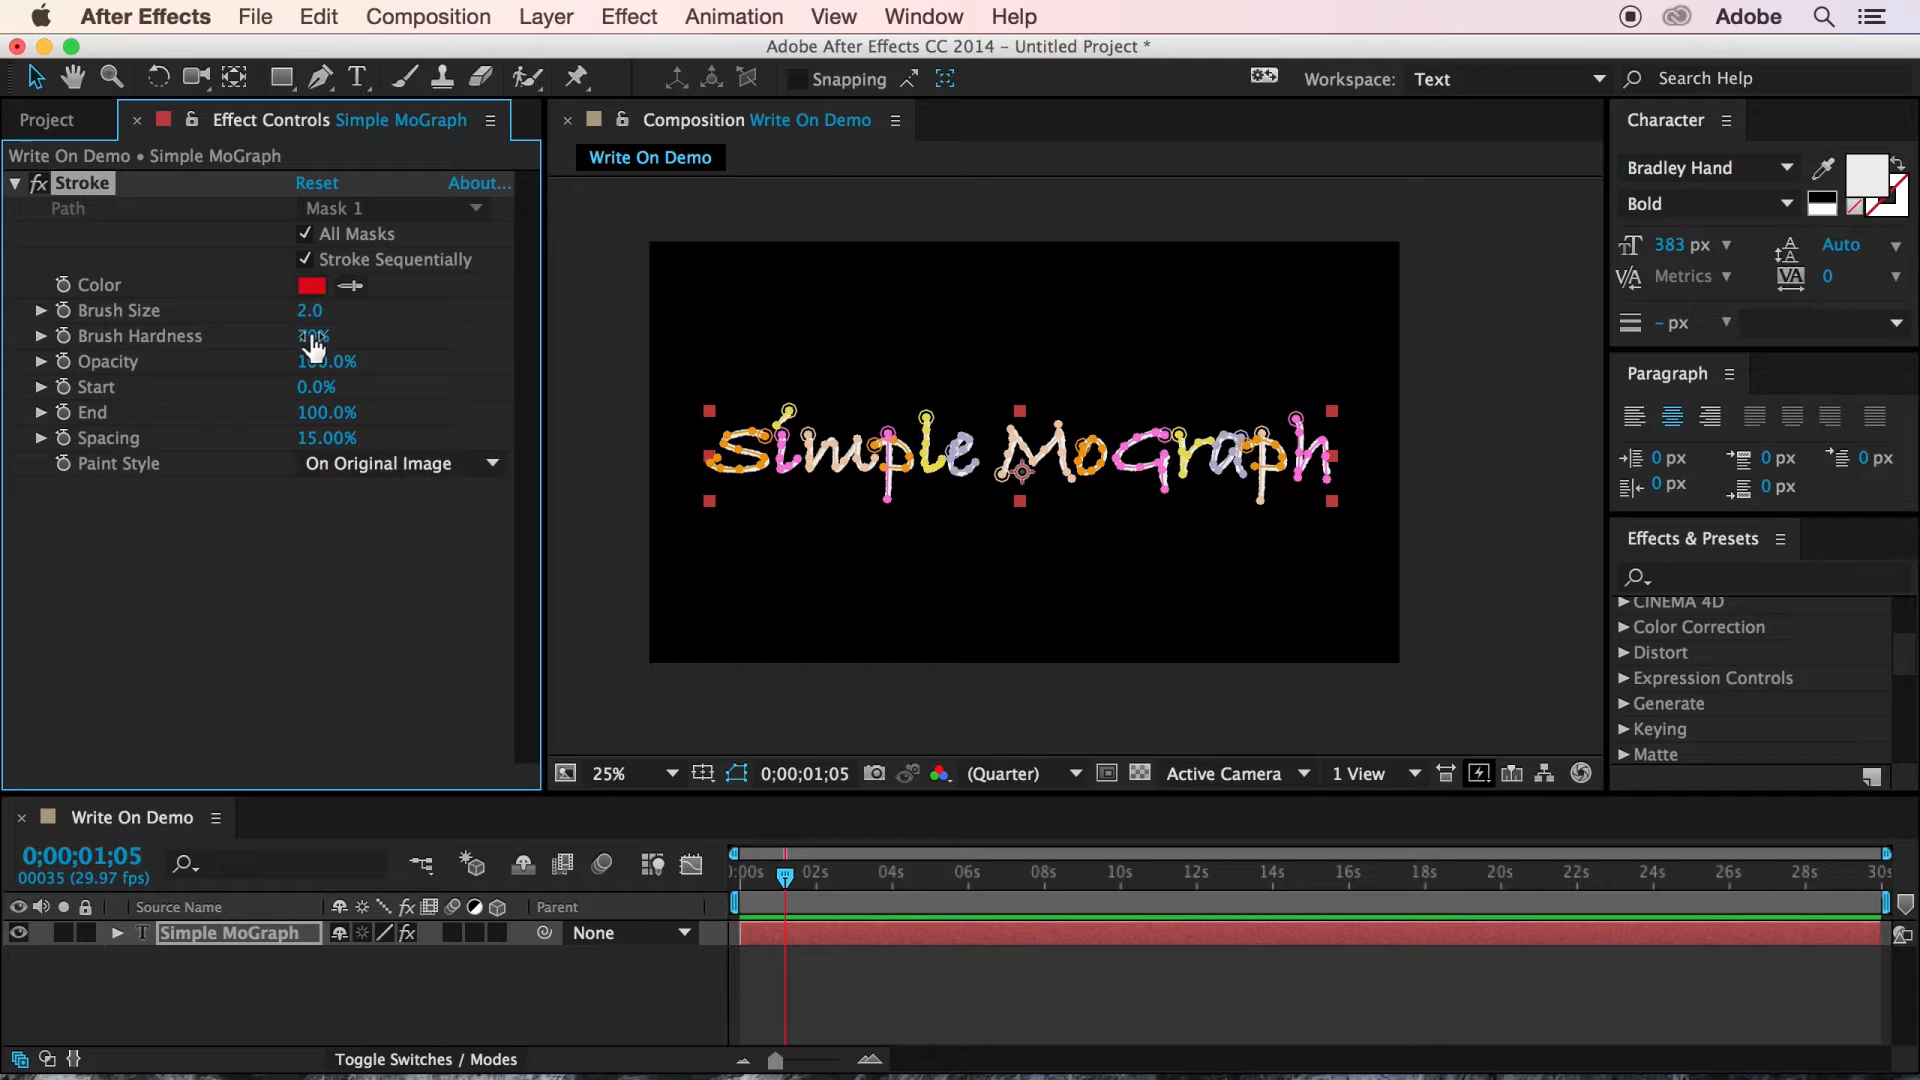 After Effects File Edit Composition Layer Effect Animation View Window Help Adobe
Adobe After Effects CC 2014 – Untitled Project *
Snapping Workspace: Text Search Help
Project Effect Controls Simple MoGraph
Write On Demo • Simple MoGraph
fx Stroke Reset About...
Path Mask 1
All Masks
Stroke Sequentially
Color
Brush Size 2.0
Brush Hardness
Opacity 100.0%
Start 0.0%
End 100.0%
Spacing 15.00%
Paint Style On Original Image
Composition Write On Demo
Write On Demo
Simple MoGraph
25% 0;00;01;05 (Quarter) Active Camera 1 View
Character
Bradley Hand
Bold
383 px Auto
Metrics 0
– px
Paragraph
0 px 0 px 0 px
0 px 0 px
Effects & Presets
CINEMA 4D
Color Correction
Distort
Expression Controls
Generate
Keying
Matte
Write On Demo
0;00;01;05
00035 (29.97 fps)
:00s 02s 04s 06s 08s 10s 12s 14s 16s 18s 20s 22s 24s 26s 28s 30s
Source Name fx Parent
T Simple MoGraph fx None
Toggle Switches / Modes